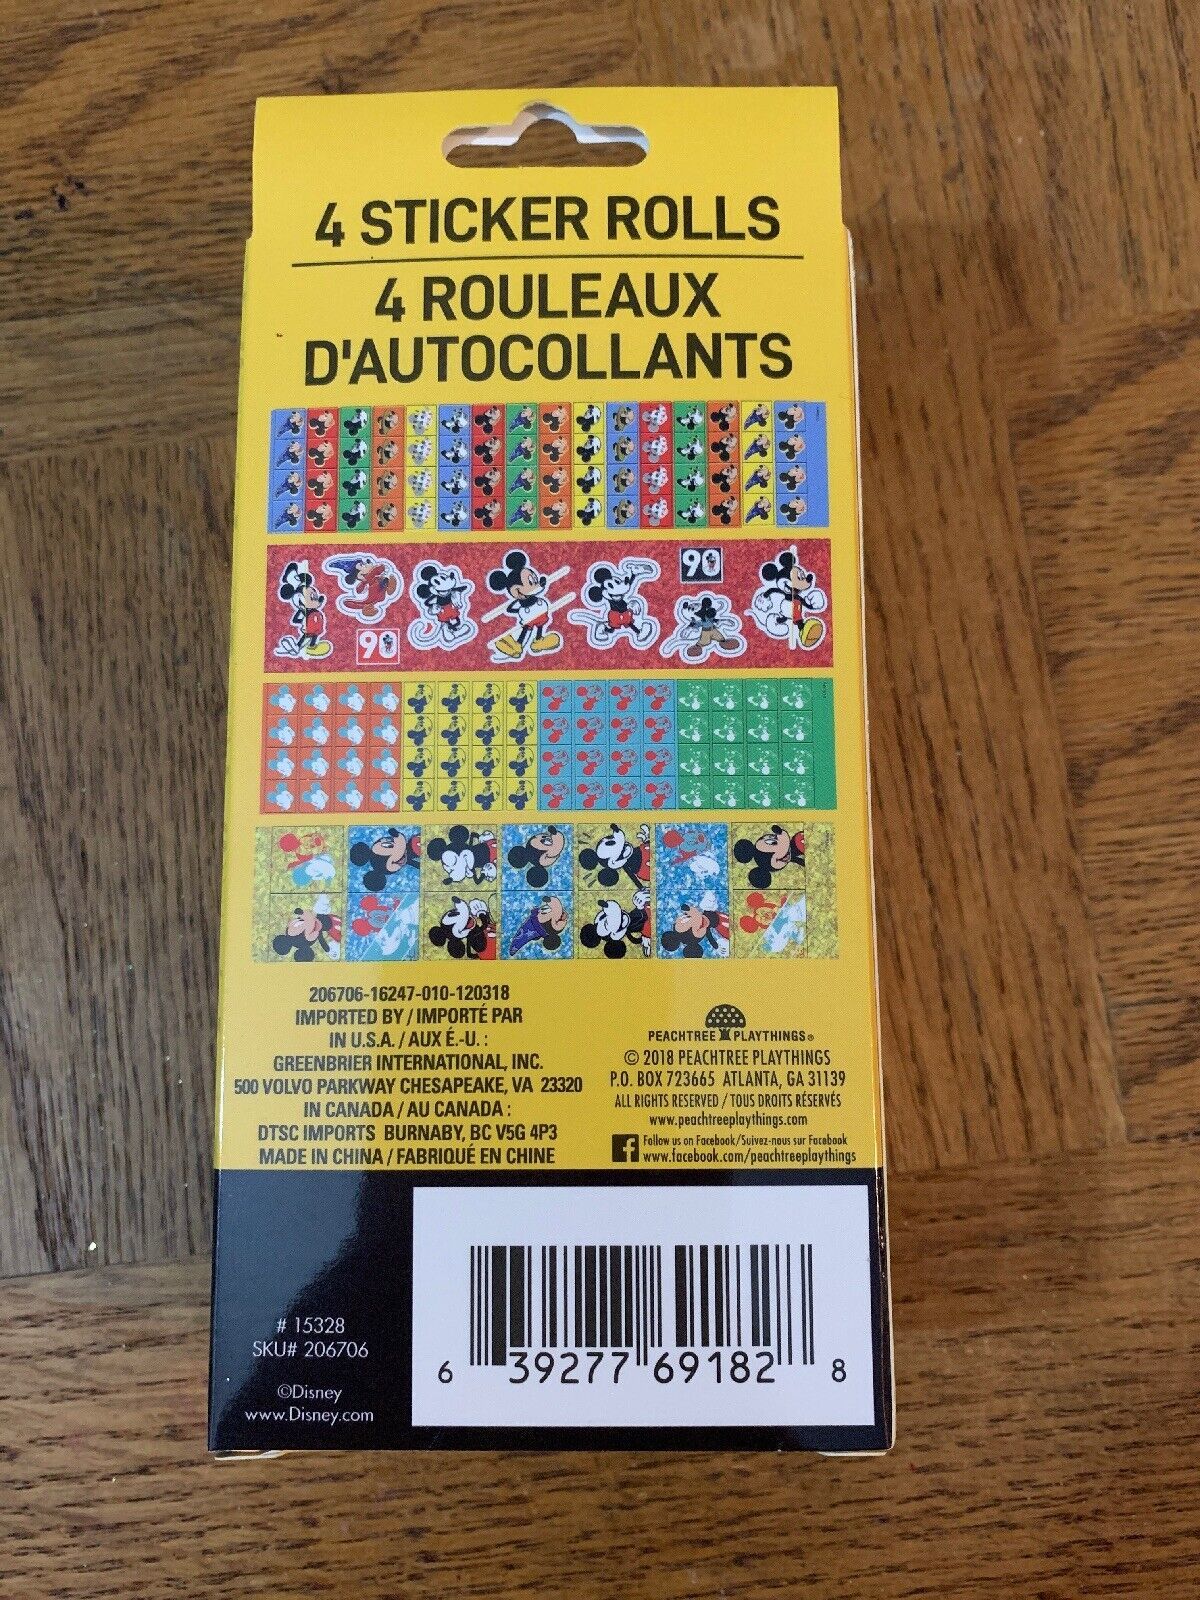 4 STICKER ROLLS
4 ROULEAUX
D'AUTOCOLLANTS
90
90
206706-16247-010-120318
IMPORTED BY / IMPORTÉ PAR
IN U.S.A. / AUX É.-U. :
GREENBRIER INTERNATIONAL, INC.
500 VOLVO PARKWAY CHESAPEAKE, VA 23320
IN CANADA / AU CANADA :
DTSC IMPORTS BURNABY, BC V5G 4P3
MADE IN CHINA / FABRIQUÉ EN CHINE
PEACHTREE PLAYTHINGS®
© 2018 PEACHTREE PLAYTHINGS
P.O. BOX 723665 ATLANTA, GA 31139
ALL RIGHTS RESERVED / TOUS DROITS RÉSERVÉS
www.peachtreeplaythings.com
f Follow us on Facebook/Suivez-nous sur Facebook
www.facebook.com/peachtreeplaythings
# 15328
SKU# 206706
©Disney
www.Disney.com
6 39277 69182 8